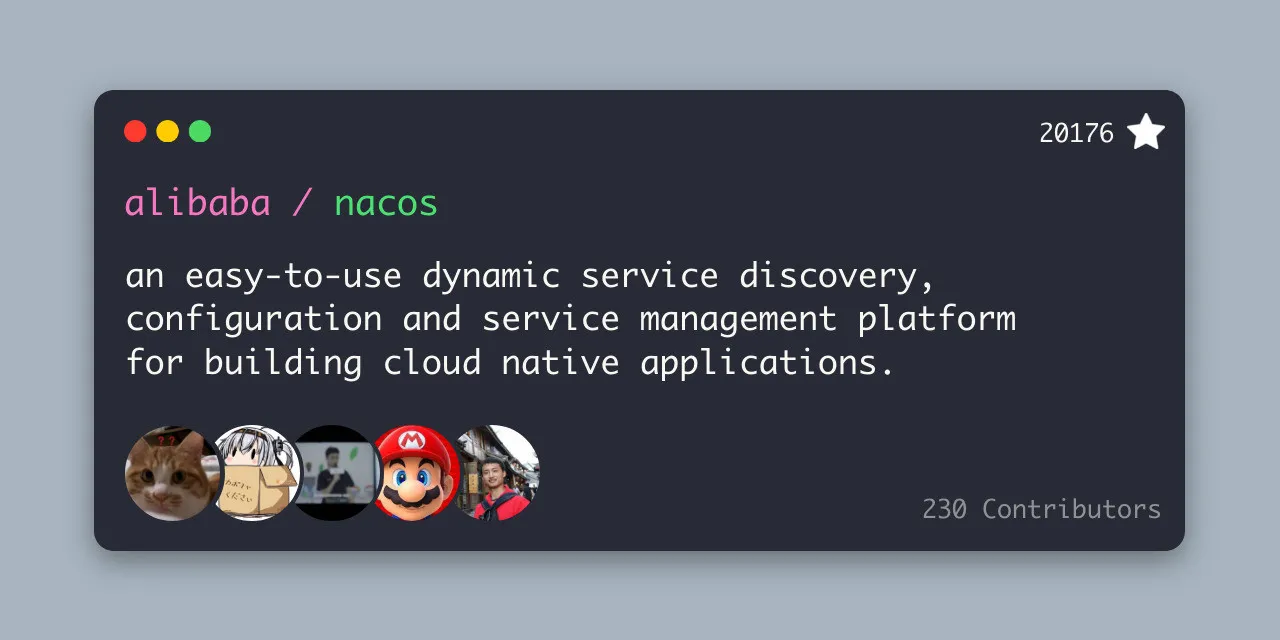 20176
alibaba / nacos
an easy-to-use dynamic service discovery,
configuration and service management platform
for building cloud native applications.
? ?
M
230 Contributors